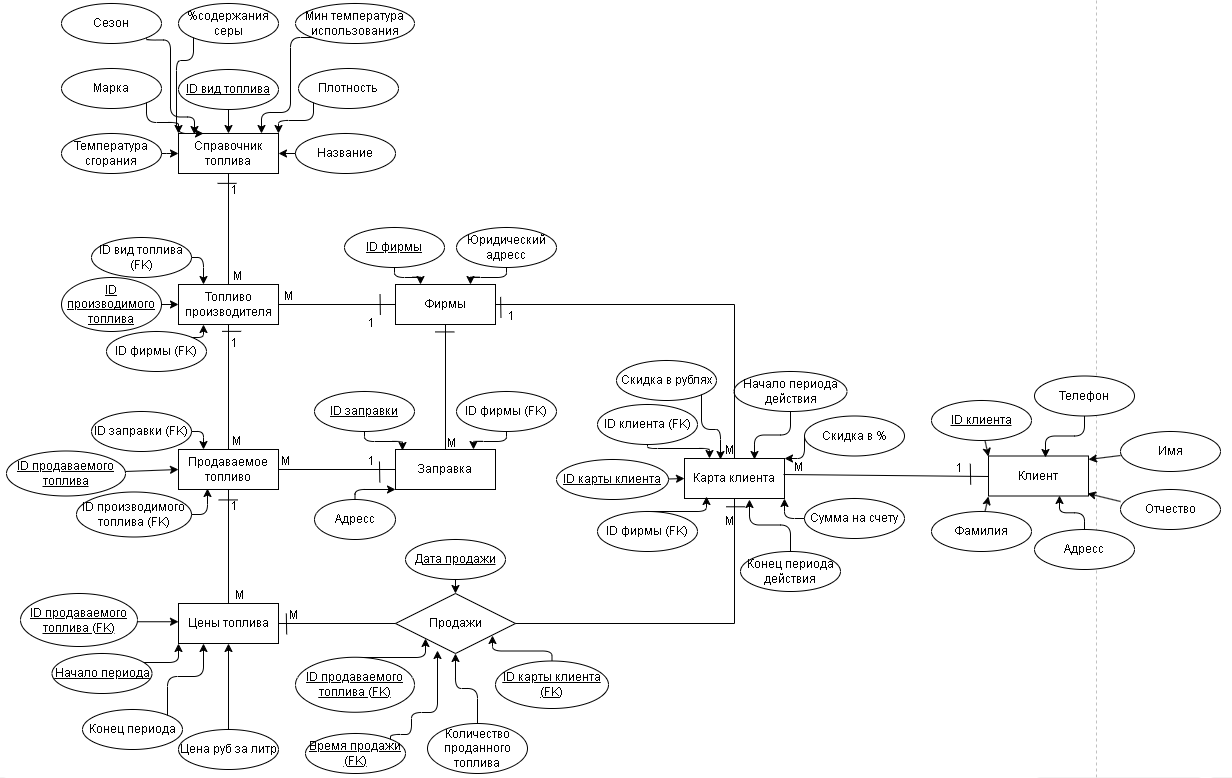 Сезон
%содержания
серы
Мин температура
использования
Марка
ID вид топлива
Плотность
Температура
сгорания
Справочник
топлива
Название
1
ID вид топлива
(FK)
ID фирмы
Юридический
адресс
М
ID
производимого
топлива
Топливо
производителя
М
1
Фирмы
1
ID фирмы (FK)
1
Скидка в рублях
Начало периода
действия
Телефон
ID заправки
ID фирмы (FK)
ID клиента (FK)
ID клиента
ID заправки (FK)
М
М
М
Скидка в %
Имя
ID продаваемого
топлива
Продаваемое
топливо
М
1
Заправка
ID карты клиента
Карта клиента
М
1
Клиент
ID производимого
топлива (FK)
1
Адресс
ID фирмы (FK)
М
Сумма на счету
Фамилия
Отчество
Адресс
Дата продажи
Конец периода
действия
М
ID продаваемого
топлива (FK)
Цены топлива
М
Продажи
Начало периода
ID продаваемого
топлива (FK)
ID карты клиента
(FK)
Конец периода
Цена руб за литр
Время продажи
(FK)
Количество
проданного
топлива